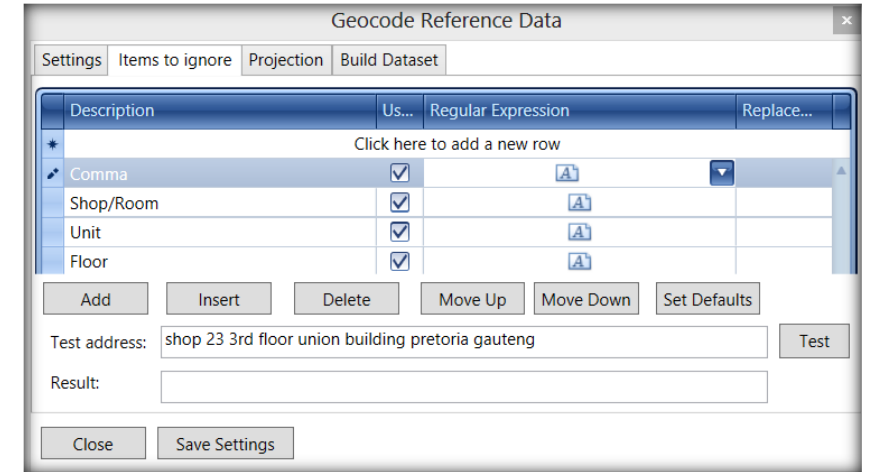 Geocode Reference Data
Settings Items to ignore Projection Build Dataset
Description Us... Regular Expression Replace...
Click here to add a new row
Comma
Shop/Room
Unit
Floor
Add Insert Delete Move Up Move Down Set Defaults
Test address: shop 23 3rd floor union building pretoria gauteng Test
Result:
Close Save Settings